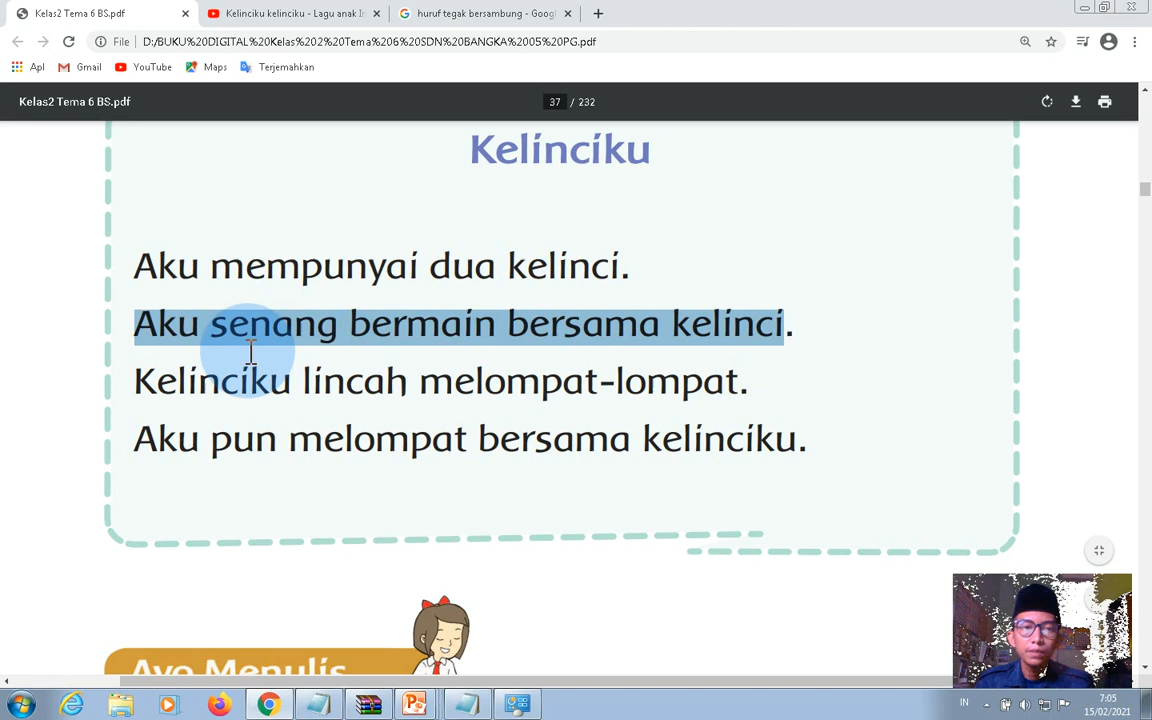 Kelas2 Tema 6 BS.pdf
Kelinciku kelinciku - Lagu anak I
huruf tegak bersambung - Goog
File D:/BUKU%20DIGITAL%20Kelas%202%20Tema%206%20SDN%20BANGKA%2005%20PG.pdf
Apl Gmail YouTube Maps Terjemahkan
Kelas2 Tema 6 BS.pdf 37 / 232
Kelinciku
Aku mempunyai dua kelinci.
Aku senang bermain bersama kelinci.
Kelinciku lincah melompat-lompat.
Aku pun melompat bersama kelinciku.
Ayo Menulis
IN 7:05
15/02/2021